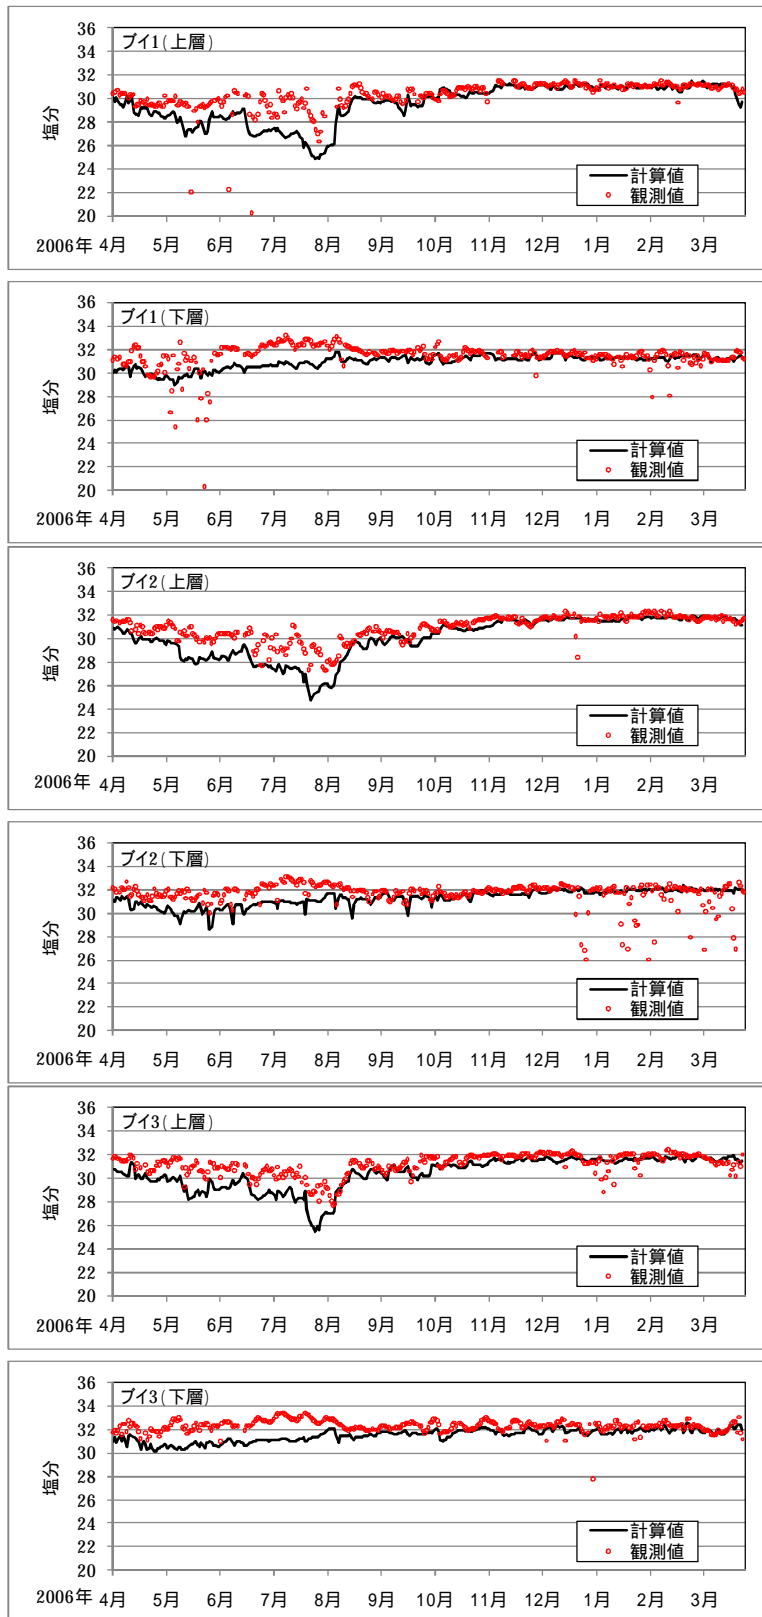 ブイ1(上層)
36
34
32
30
28
26
24
22
20
塩分
計算値
観測値
2006年 4月 5月 6月 7月 8月 9月 10月 11月 12月 1月 2月 3月
ブイ1(下層)
36
34
32
30
28
26
24
22
20
塩分
計算値
観測値
2006年 4月 5月 6月 7月 8月 9月 10月 11月 12月 1月 2月 3月
ブイ2(上層)
36
34
32
30
28
26
24
22
20
塩分
計算値
観測値
2006年 4月 5月 6月 7月 8月 9月 10月 11月 12月 1月 2月 3月
ブイ2(下層)
36
34
32
30
28
26
24
22
20
塩分
計算値
観測値
2006年 4月 5月 6月 7月 8月 9月 10月 11月 12月 1月 2月 3月
ブイ3(上層)
36
34
32
30
28
26
24
22
20
塩分
計算値
観測値
2006年 4月 5月 6月 7月 8月 9月 10月 11月 12月 1月 2月 3月
ブイ3(下層)
36
34
32
30
28
26
24
22
20
塩分
計算値
観測値
2006年 4月 5月 6月 7月 8月 9月 10月 11月 12月 1月 2月 3月